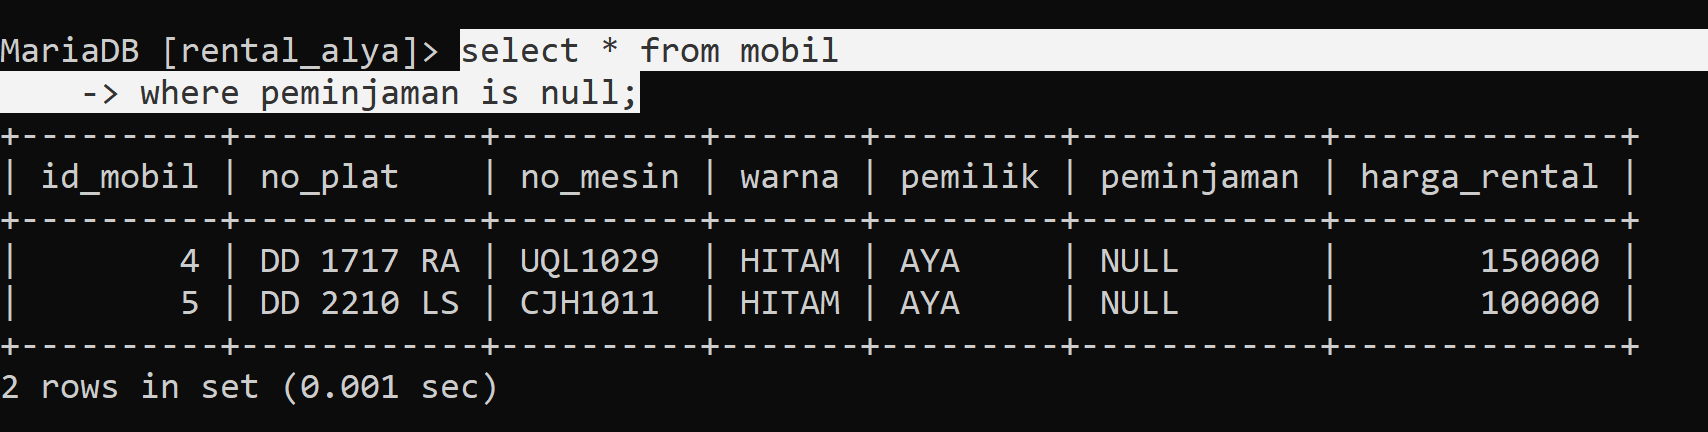 MariaDB [rental_alya]> select * from mobil
    -> where peminjaman is null;
+----------+------------+----------+-------+---------+------------+--------------+
| id_mobil | no_plat    | no_mesin | warna | pemilik | peminjaman | harga_rental |
+----------+------------+----------+-------+---------+------------+--------------+
|        4 | DD 1717 RA | UQL1029  | HITAM | AYA     | NULL       |       150000 |
|        5 | DD 2210 LS | CJH1011  | HITAM | AYA     | NULL       |       100000 |
+----------+------------+----------+-------+---------+------------+--------------+
2 rows in set (0.001 sec)